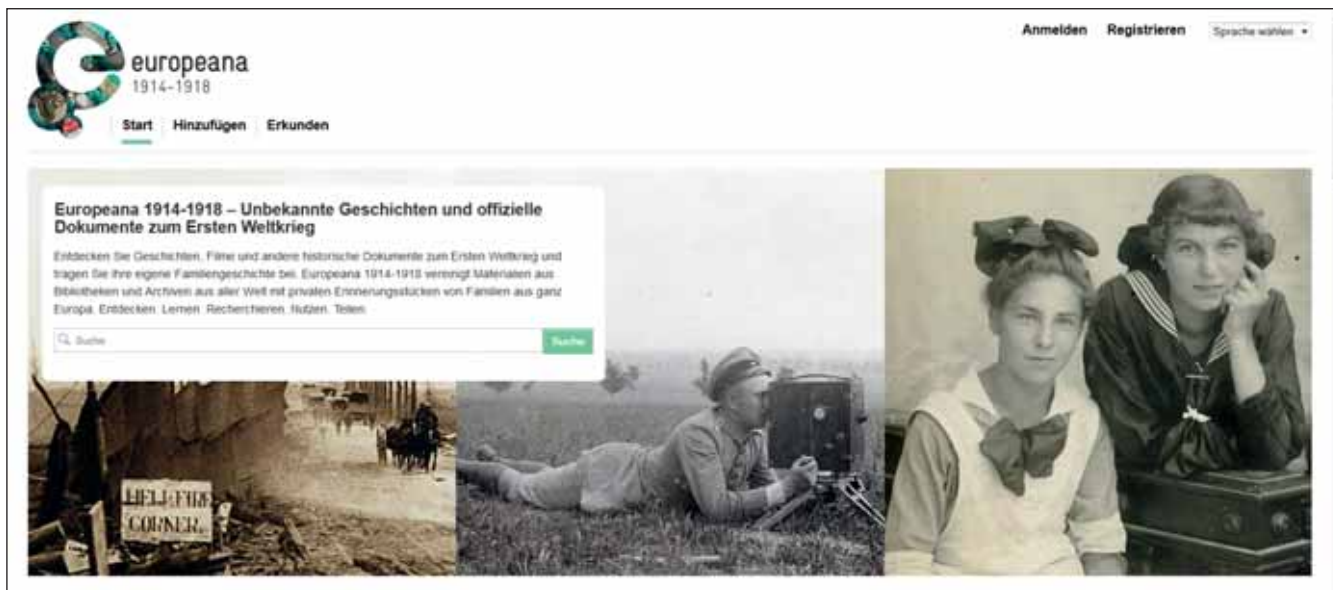 Anmelden Registrieren Sprache wählen
europeana
1914-1918
Start Hinzufügen Erkunden
Europeana 1914-1918 – Unbekannte Geschichten und offizielle
Dokumente zum Ersten Weltkrieg
Entdecken Sie Geschichten, Filme und andere historische Dokumente zum Ersten Weltkrieg und
tragen Sie Ihre eigene Familiengeschichte bei. Europeana 1914-1918 vereinigt Materialien aus
Bibliotheken und Archiven aus aller Welt mit privaten Erinnerungsstücken von Familien aus ganz
Europa. Entdecken. Lernen. Recherchieren. Nutzen. Teilen.
Suche Suche
HELL FIRE
CORNER.